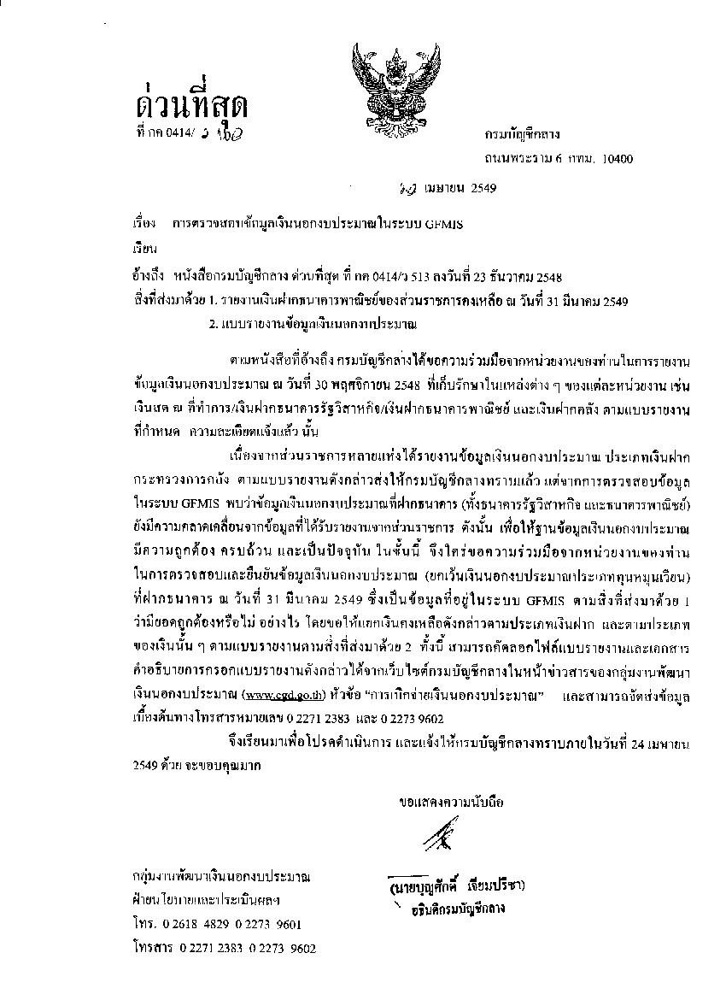 ด่วนที่สุด
ที่ กค 0414/
กรมบัญชีกลาง
ถนนพระราม 6 กทม. 10400
เมษายน 2549
เรื่อง การตรวจสอบข้อมูลเงินนอกงบประมาณในระบบ GFMIS
เรียน
อ้างถึง หนังสือกรมบัญชีกลาง ด่วนที่สุด ที่ กค 0414/ว 513 ลงวันที่ 23 ธันวาคม 2548
สิ่งที่ส่งมาด้วย 1. รายงานเงินฝากธนาคารพาณิชย์ของส่วนราชการคงเหลือ ณ วันที่ 31 มีนาคม 2549
2. แบบรายงานข้อมูลเงินนอกงบประมาณ
ตามหนังสือที่อ้างถึง กรมบัญชีกลางได้ขอความร่วมมือจากหน่วยงานของท่านในการรายงาน
ข้อมูลเงินนอกงบประมาณ ณ วันที่ 30 พฤศจิกายน 2548 ที่เก็บรักษาในแหล่งต่าง ๆ ของแต่ละหน่วยงาน เช่น
เงินสด ณ ที่ทำการ/เงินฝากธนาคารรัฐวิสาหกิจ/เงินฝากธนาคารพาณิชย์ และเงินฝากคลัง ตามแบบรายงาน
ที่กำหนด ความละเอียดแจ้งแล้ว นั้น
เนื่องจากส่วนราชการหลายแห่งได้รายงานข้อมูลเงินนอกงบประมาณ ประเภทเงินฝาก
กระทรวงการคลัง ตามแบบรายงานดังกล่าวส่งให้กรมบัญชีกลางทราบแล้ว แต่จากการตรวจสอบข้อมูล
ในระบบ GFMIS พบว่าข้อมูลเงินนอกงบประมาณที่ฝากธนาคาร (ทั้งธนาคารรัฐวิสาหกิจ และธนาคารพาณิชย์)
ยังมีความคลาดเคลื่อนจากข้อมูลที่ได้รับรายงานจากส่วนราชการ ดังนั้น เพื่อให้ฐานข้อมูลเงินนอกงบประมาณ
มีความถูกต้อง ครบถ้วน และเป็นปัจจุบัน ในชั้นนี้ จึงใคร่ขอความร่วมมือจากหน่วยงานของท่าน
ในการตรวจสอบและยืนยันข้อมูลเงินนอกงบประมาณ (ยกเว้นเงินนอกงบประมาณประเภททุนหมุนเวียน)
ที่ฝากธนาคาร ณ วันที่ 31 มีนาคม 2549 ซึ่งเป็นข้อมูลที่อยู่ในระบบ GFMIS ตามสิ่งที่ส่งมาด้วย 1
ว่ามียอดถูกต้องหรือไม่ อย่างไร โดยขอให้แยกเงินคงเหลือดังกล่าวตามประเภทเงินฝาก และตามประเภท
ของเงินนั้น ๆ ตามแบบรายงานตามสิ่งที่ส่งมาด้วย 2 ทั้งนี้ สามารถคัดลอกไฟล์แบบรายงานและเอกสาร
คำอธิบายการกรอกแบบรายงานดังกล่าวได้จากเว็บไซต์กรมบัญชีกลางในหน้าข่าวสารของกลุ่มงานพัฒนา
เงินนอกงบประมาณ (www.cgd.go.th) หัวข้อ “การเบิกจ่ายเงินนอกงบประมาณ” และสามารถจัดส่งข้อมูล
เบื้องต้นทางโทรสารหมายเลข 0 2271 2383 และ 0 2273 9602
จึงเรียนมาเพื่อโปรดดำเนินการ และแจ้งให้กรมบัญชีกลางทราบภายในวันที่ 24 เมษายน
2549 ด้วย จะขอบคุณมาก
ขอแสดงความนับถือ
(นายบุญศักดิ์ เจียมปรีชา)
อธิบดีกรมบัญชีกลาง
กลุ่มงานพัฒนาเงินนอกงบประมาณ
ฝ่ายนโยบายและประเมินผลฯ
โทร. 0 2618 4829 0 2273 9601
โทรสาร 0 2271 2383 0 2273 9602